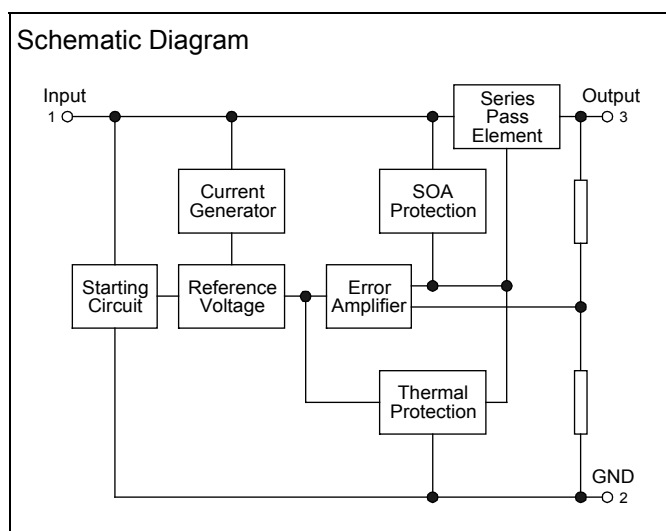 Schematic Diagram
Input
1
Series
Pass
Element
Output
3
Current
Generator
SOA
Protection
Starting
Circuit
Reference
Voltage
Error
Amplifier
Thermal
Protection
GND
2